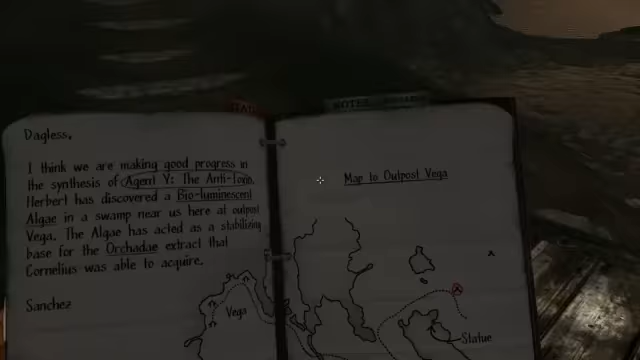 NOTES
Dagless,
I think we are making good progress in
the synthesis of Agent Y: The Anti-Toxin.
Herbert has discovered a Bio-luminescent
Algae in a swamp near us here at outpost
Vega. The Algae has acted as a stabilizing
base for the Orchadae extract that
Cornelius was able to acquire.
Sanchez
Map to Outpost Vega
Vega
Statue